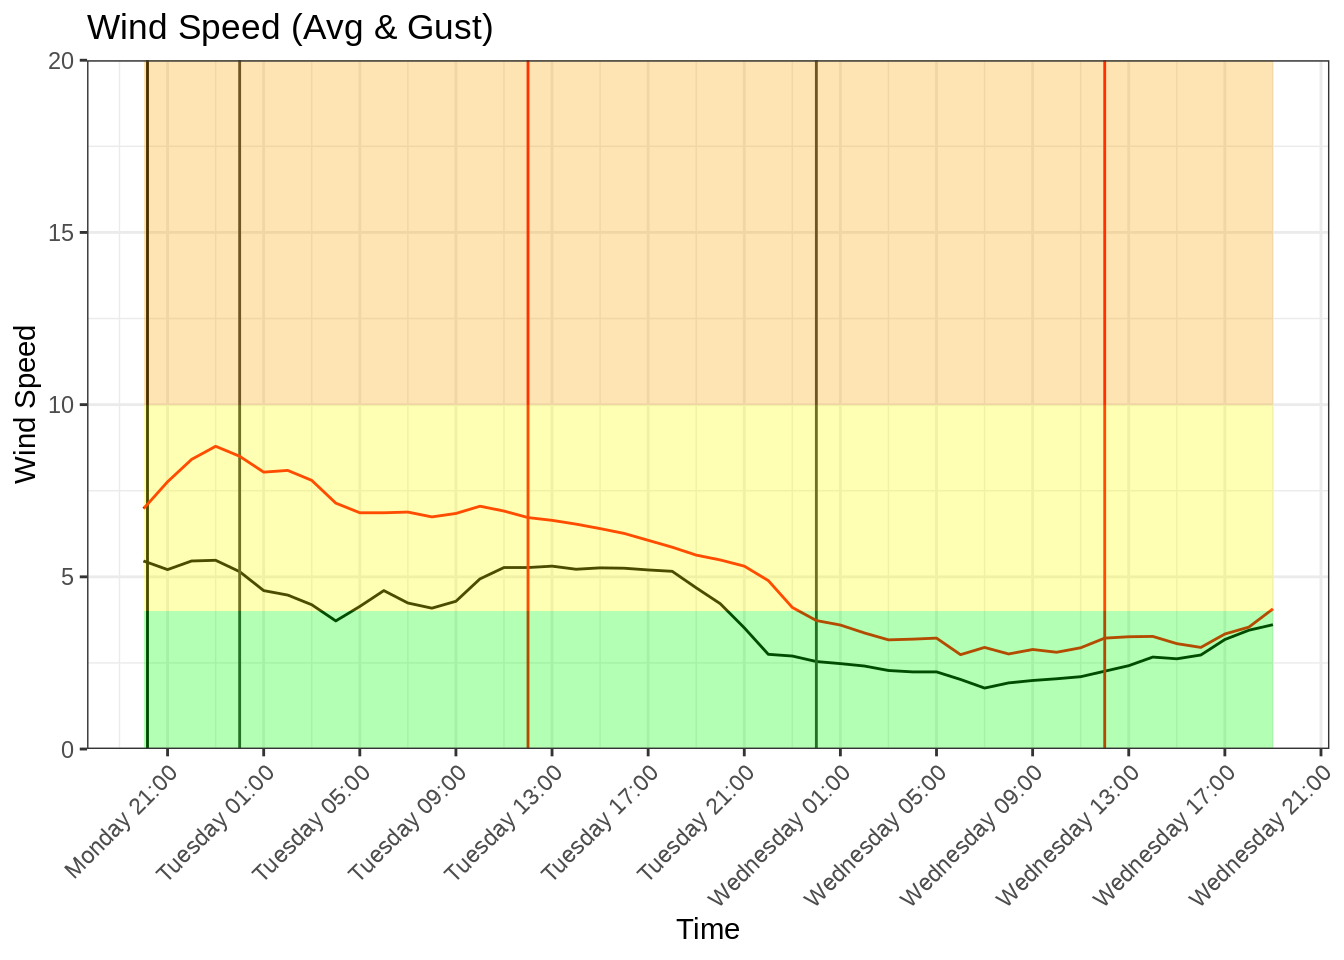 Wind Speed (Avg & Gust)
20
15
10
5
0
Wind Speed
Monday 21:00
Tuesday 01:00
Tuesday 05:00
Tuesday 09:00
Tuesday 13:00
Tuesday 17:00
Tuesday 21:00
Wednesday 01:00
Wednesday 05:00
Wednesday 09:00
Wednesday 13:00
Wednesday 17:00
Wednesday 21:00
Time